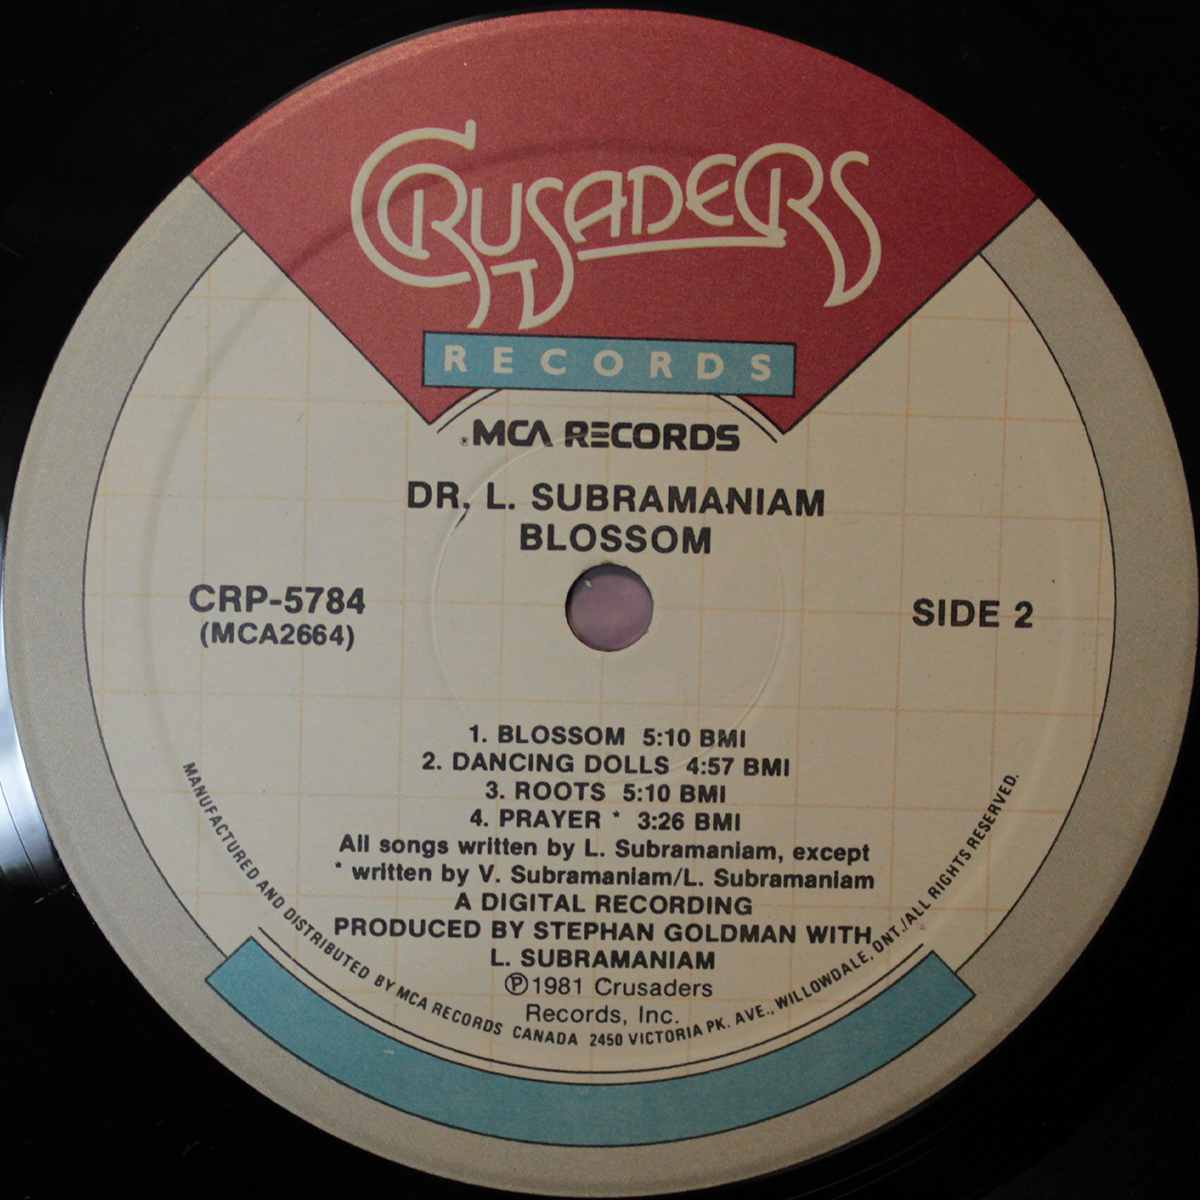 CRUSADERS
RECORDS
®MCA RECORDS
DR. L. SUBRAMANIAM
BLOSSOM
CRP-5784
(MCA2664)
SIDE 2
1. BLOSSOM 5:10 BMI
2. DANCING DOLLS 4:57 BMI
3. ROOTS 5:10 BMI
4. PRAYER * 3:26 BMI
All songs written by L. Subramaniam, except
* written by V. Subramaniam/L. Subramaniam
A DIGITAL RECORDING
PRODUCED BY STEPHAN GOLDMAN WITH
L. SUBRAMANIAM
℗1981 Crusaders
Records, Inc.
MANUFACTURED AND DISTRIBUTED BY MCA RECORDS CANADA 2450 VICTORIA PK. AVE., WILLOWDALE, ONT./ALL RIGHTS RESERVED.